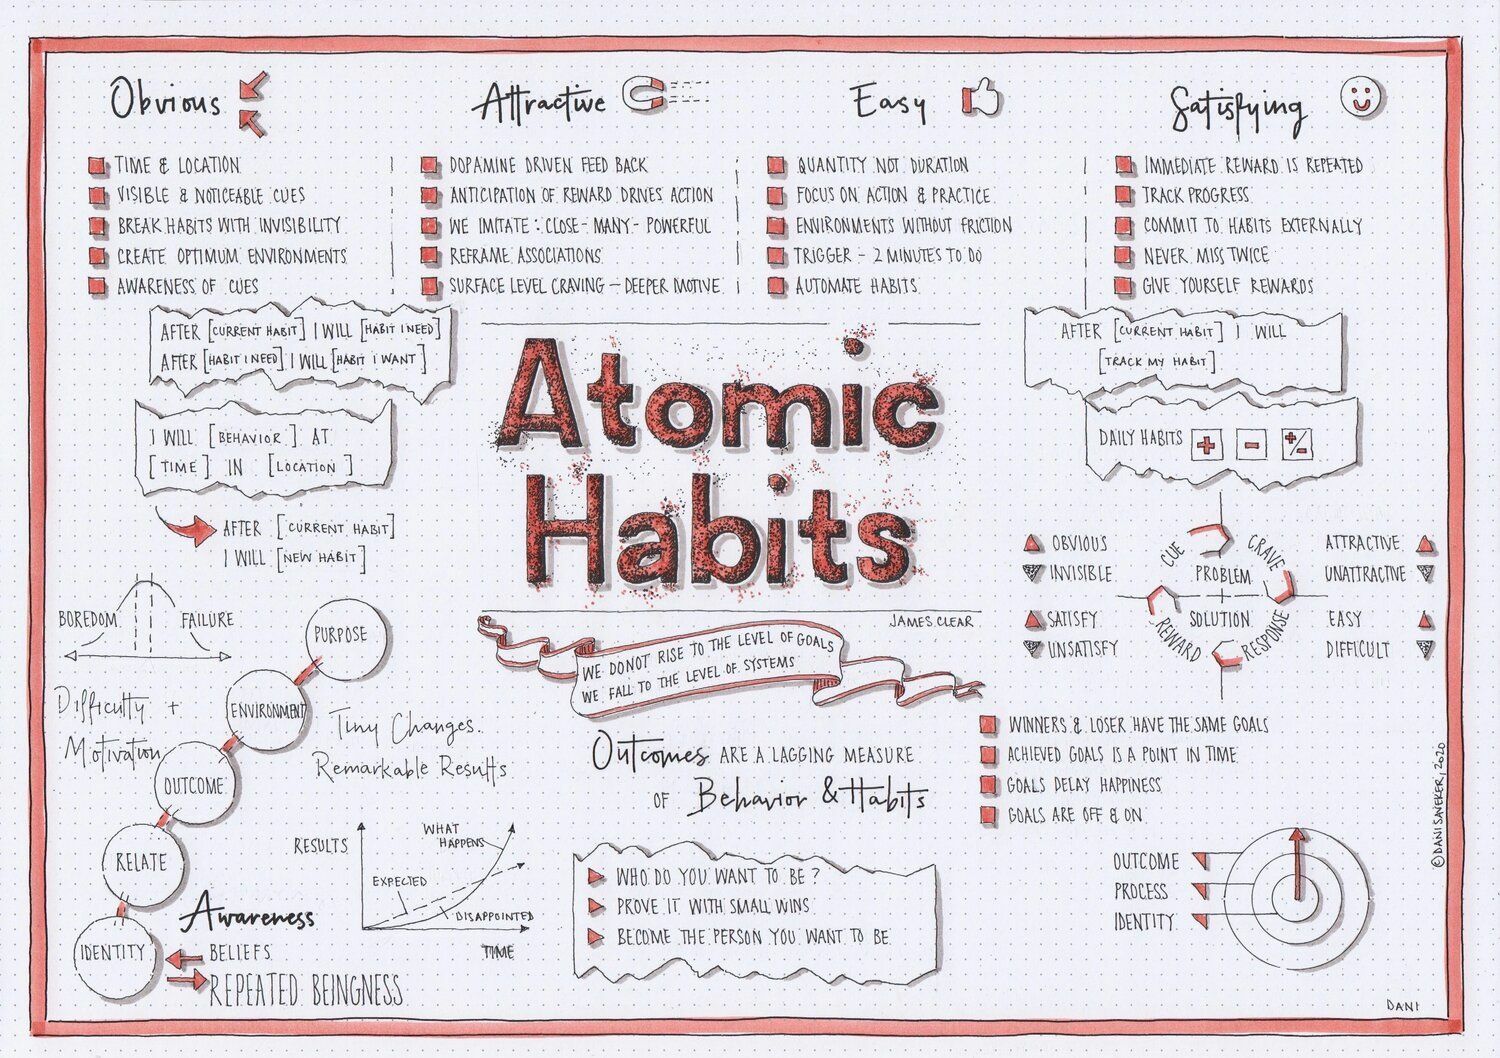 Obvious
TIME & LOCATION
VISIBLE & NOTICEABLE CUES
BREAK HABITS WITH INVISIBILITY
CREATE OPTIMUM ENVIRONMENTS
AWARENESS OF CUES
Attractive
DOPAMINE DRIVEN FEED BACK
ANTICIPATION OF REWARD DRIVES ACTION
WE IMITATE : CLOSE - MANY - POWERFUL
REFRAME ASSOCIATIONS
SURFACE LEVEL CRAVING - DEEPER MOTIVE
Easy
QUANTITY NOT DURATION
FOCUS ON ACTION & PRACTICE
ENVIRONMENTS WITHOUT FRICTION
TRIGGER - 2 MINUTES TO DO
AUTOMATE HABITS
Satisfying
IMMEDIATE REWARD IS REPEATED
TRACK PROGRESS
COMMIT TO HABITS EXTERNALLY
NEVER MISS TWICE
GIVE YOURSELF REWARDS
AFTER [CURRENT HABIT] I WILL [HABIT I NEED]
AFTER [HABIT I NEED] I WILL [HABIT I WANT]
I WILL [BEHAVIOR] AT
[TIME] IN [LOCATION]
AFTER [CURRENT HABIT]
I WILL [NEW HABIT]
Atomic
Habits
JAMES CLEAR
WE DO NOT RISE TO THE LEVEL OF GOALS
WE FALL TO THE LEVEL OF SYSTEMS
AFTER [CURRENT HABIT] I WILL
[TRACK MY HABIT]
DAILY HABITS + - +/-
OBVIOUS
INVISIBLE
SATISFY
UNSATISFY
CUE
CRAVE
PROBLEM
SOLUTION
REWARD
RESPONSE
ATTRACTIVE
UNATTRACTIVE
EASY
DIFFICULT
BOREDOM
FAILURE
Difficulty +
Motivation
PURPOSE
ENVIRONMENT
OUTCOME
RELATE
IDENTITY
Tiny Changes.
Remarkable Results
Awareness
BELIEFS
REPEATED BEINGNESS
RESULTS
WHAT
HAPPENS
EXPECTED
DISAPPOINTED
TIME
Outcomes ARE A LAGGING MEASURE
OF Behavior & Habits
WHO DO YOU WANT TO BE ?
PROVE IT WITH SMALL WINS
BECOME THE PERSON YOU WANT TO BE
WINNERS & LOSER HAVE THE SAME GOALS
ACHIEVED GOALS IS A POINT IN TIME
GOALS DELAY HAPPINESS
GOALS ARE OFF & ON
OUTCOME
PROCESS
IDENTITY
© DANI SAVEKER, 2020
DANI